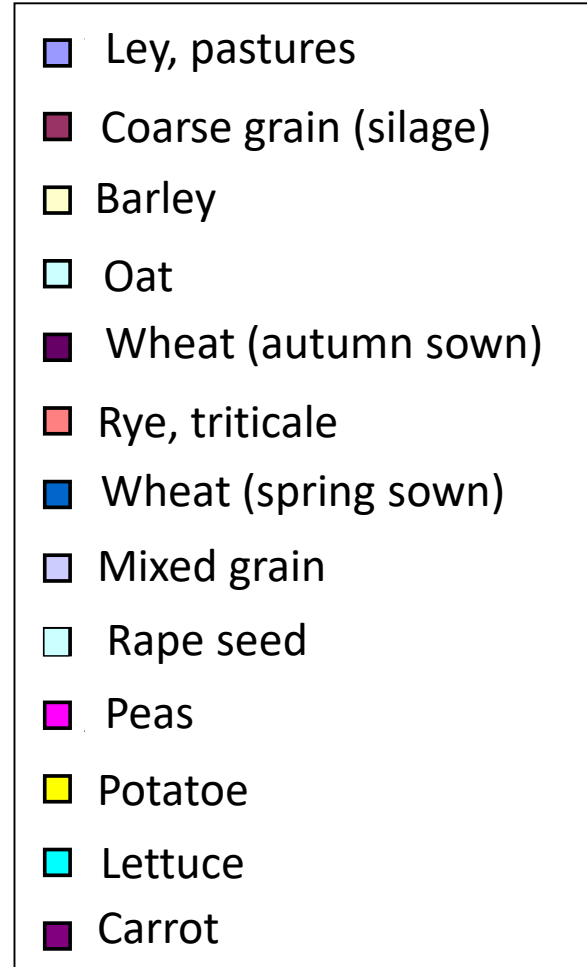 Ley, pastures
Coarse grain (silage)
Barley
Oat
Wheat (autumn sown)
Rye, triticale
Wheat (spring sown)
Mixed grain
Rape seed
Peas
Potatoe
Lettuce
Carrot